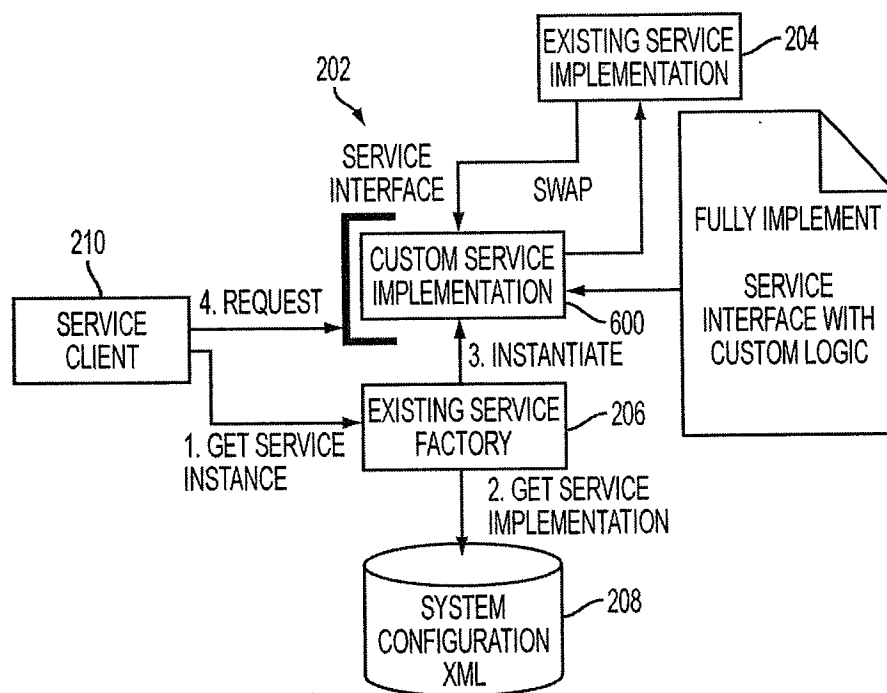 EXISTING SERVICE
IMPLEMENTATION
204
202
SERVICE
INTERFACE
SWAP
FULLY IMPLEMENT
SERVICE
INTERFACE WITH
CUSTOM LOGIC
210
CUSTOM SERVICE
IMPLEMENTATION
600
SERVICE
CLIENT
4. REQUEST
3. INSTANTIATE
1. GET SERVICE
INSTANCE
EXISTING SERVICE
FACTORY
206
2. GET SERVICE
IMPLEMENTATION
SYSTEM
CONFIGURATION
XML
208